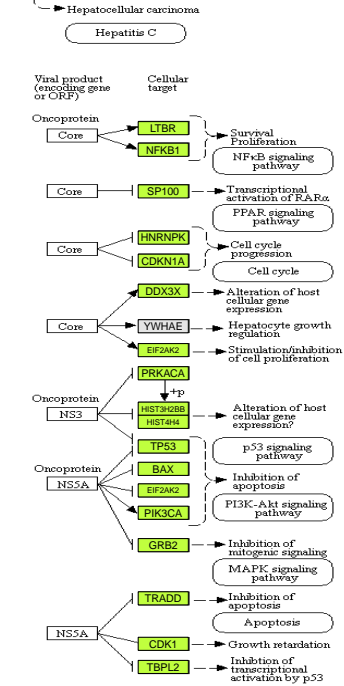 Hepatocellular carcinoma
Hepatitis C
Viral product
(encoding gene
or ORF)
Cellular
target
Oncoprotein
Core
LTBR
NFKB1
Survival
Proliferation
NFκB signaling
pathway
Core
SP100
Transcriptional
activation of RARα
PPAR signaling
pathway
Core
HNRNPK
CDKN1A
Cell cycle
progression
Cell cycle
Core
DDX3X
YWHAE
EIF2AK2
Alteration of host
cellular gene
expression
Hepatocyte growth
regulation
Stimulation/inhibition
of cell proliferation
PRKACA
+p
Oncoprotein
NS3
HIST3H2BB
HIST4H4
Alteration of host
cellular gene
expression?
TP53
p53 signaling
pathway
Oncoprotein
NS5A
BAX
EIF2AK2
PIK3CA
Inhibition of
apoptosis
PI3K-Akt signaling
pathway
GRB2
Inhibition of
mitogenic signaling
MAPK signaling
pathway
NS5A
TRADD
Inhibition of
apoptosis
Apoptosis
CDK1
Growth retardation
TBPL2
Inhibtion of
transcriptional
activation by p53